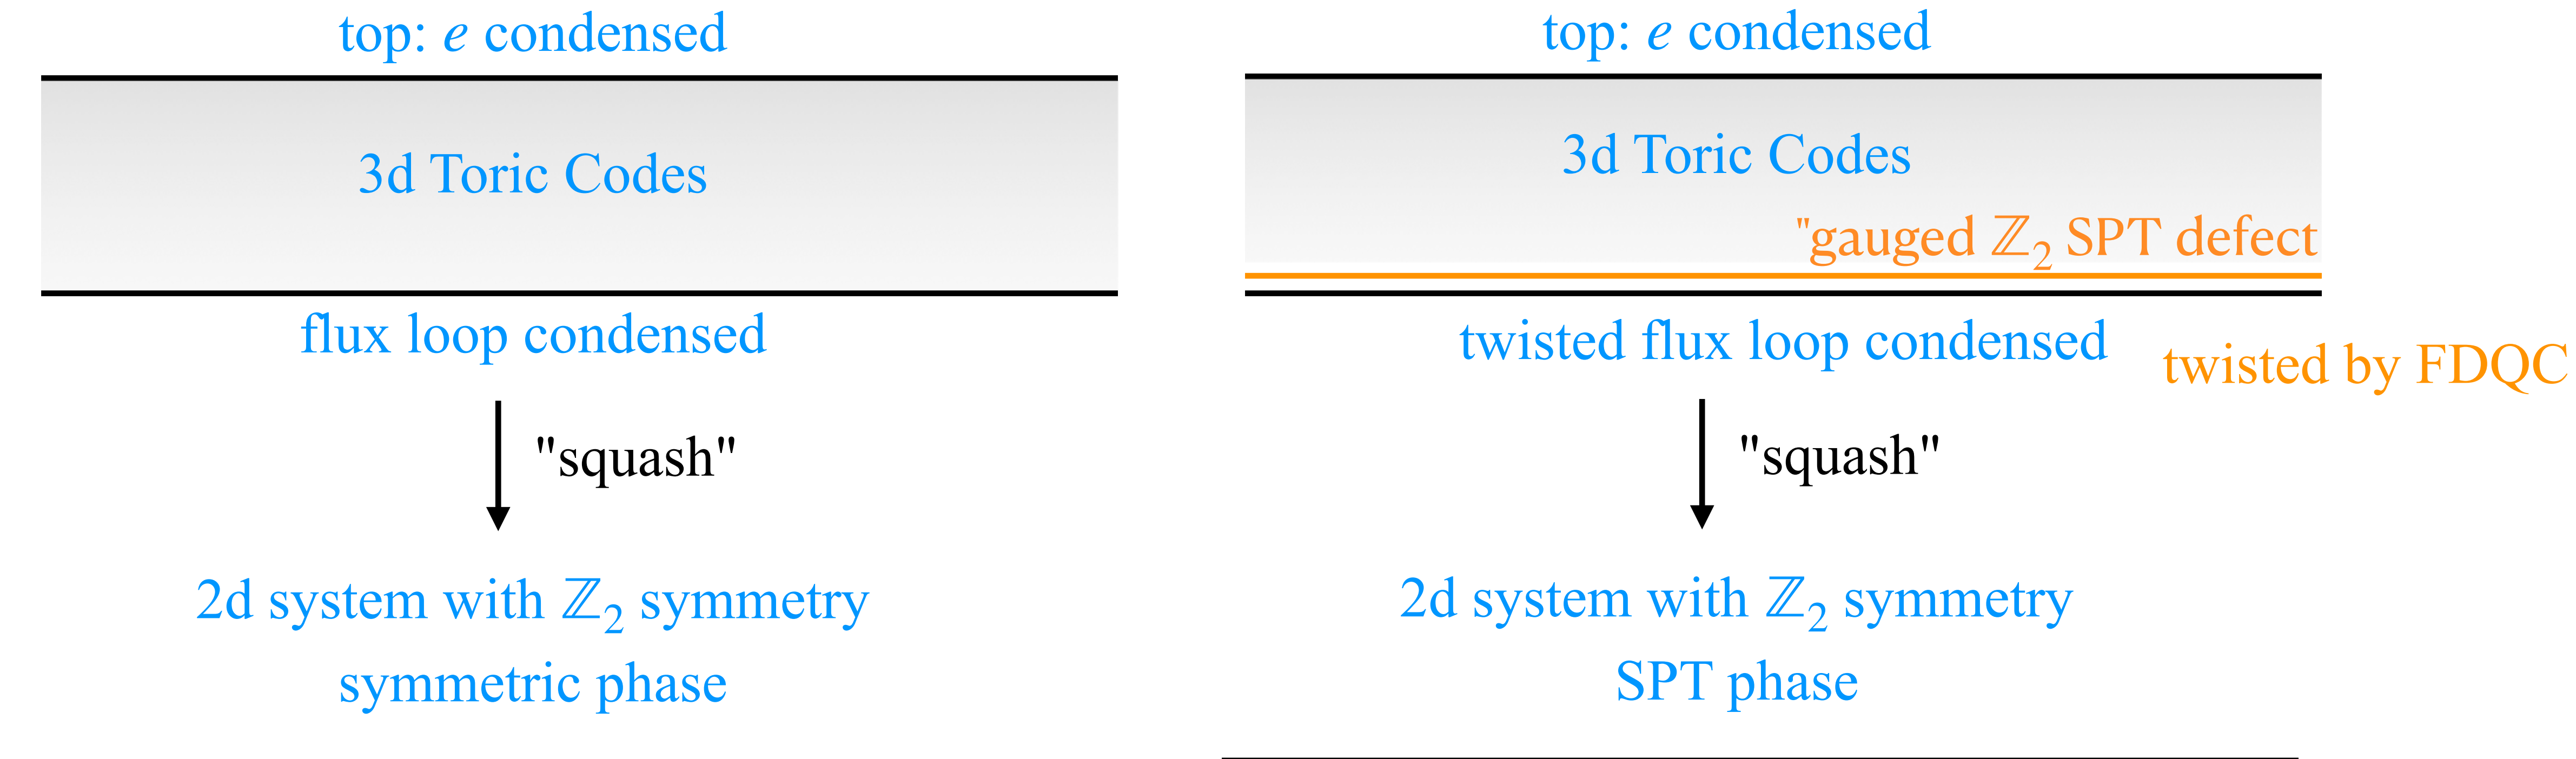 top: e condensed
3d Toric Codes
flux loop condensed
"squash"
2d system with ℤ₂ symmetry
symmetric phase
top: e condensed
3d Toric Codes
"gauged ℤ₂ SPT defect
twisted flux loop condensed
twisted by FDQC
"squash"
2d system with ℤ₂ symmetry
SPT phase